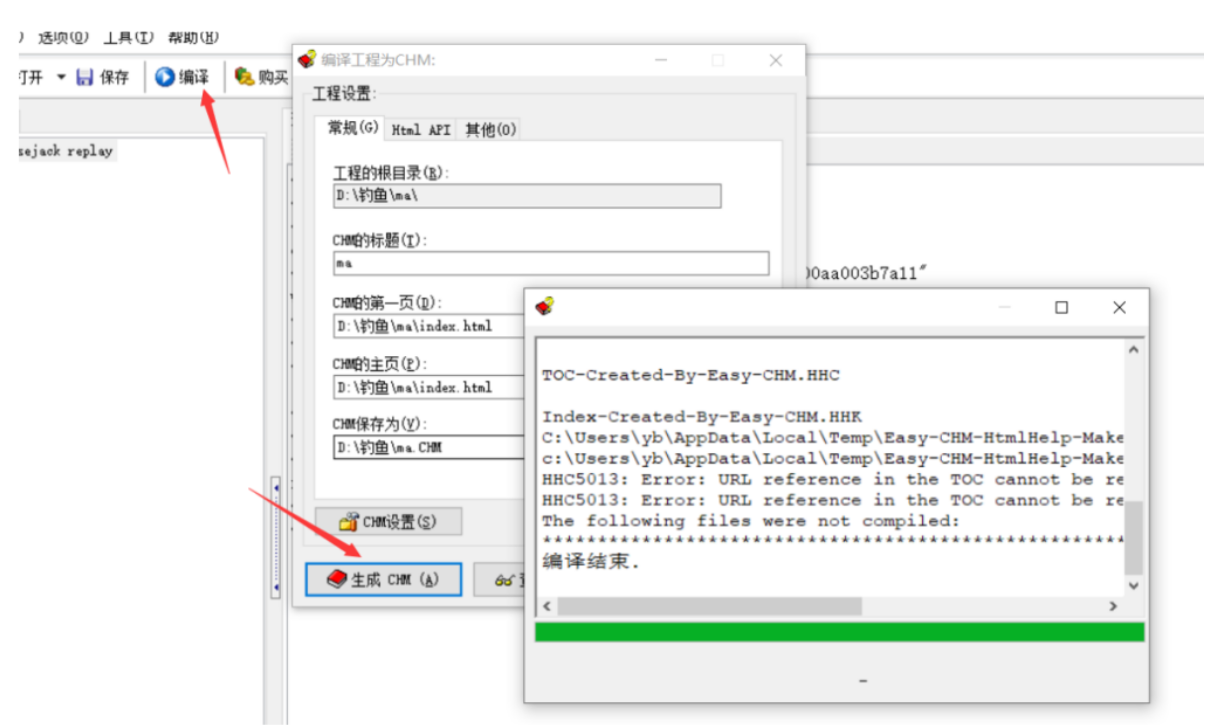 选项(O) 工具(T) 帮助(H)
打开 保存 编译 购买
sejack replay
编译工程为CHM:
工程设置:
常规(G) Html API 其他(O)
工程的根目录(R):
D:\钓鱼\ma\
CHM的标题(T):
ma
00aa003b7a11"
CHM的第一页(D):
D:\钓鱼\ma\index.html
CHM的主页(P):
D:\钓鱼\ma\index.html
CHM保存为(V):
D:\钓鱼\ma.CHM
CHM设置(S)
生成 CHM (A)
TOC-Created-By-Easy-CHM.HHC
Index-Created-By-Easy-CHM.HHK
C:\Users\yb\AppData\Local\Temp\Easy-CHM-HtmlHelp-Make
c:\Users\yb\AppData\Local\Temp\Easy-CHM-HtmlHelp-Make
HHC5013: Error: URL reference in the TOC cannot be re
HHC5013: Error: URL reference in the TOC cannot be re
The following files were not compiled:
******************************************************
编译结束.